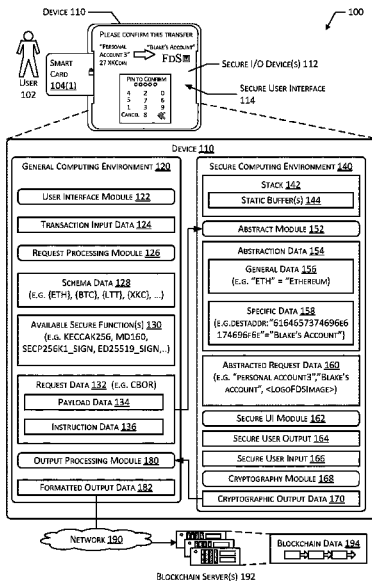 100
DEVICE 110
PLEASE CONFIRM THIS TRANSFER
"PERSONAL ACCOUNT 3"
27 XKCOIN
"BLAKE'S ACCOUNT"
FDS
PIN TO CONFIRM
4 2 0
5 7 6
1 3 9
CANCEL 8
USER
102
SMART
CARD
104(1)
SECURE I/O DEVICE(S) 112
SECURE USER INTERFACE
114
DEVICE 110
GENERAL COMPUTING ENVIRONMENT 120
USER INTERFACE MODULE 122
TRANSACTION INPUT DATA 124
REQUEST PROCESSING MODULE 126
SCHEMA DATA 128
(E.G. {ETH}, {BTC}, {LTT}, {XKC}, ...)
AVAILABLE SECURE FUNCTION(S) 130
(E.G. KECCAK256, MD160,
SECP256K1_SIGN, ED25519_SIGN,..)
REQUEST DATA 132 (E.G. CBOR)
PAYLOAD DATA
134
INSTRUCTION DATA
136
OUTPUT PROCESSING MODULE 180
FORMATTED OUTPUT DATA 182
SECURE COMPUTING ENVIRONMENT 140
STACK 142
STATIC BUFFER(S) 144
ABSTRACT MODULE 152
ABSTRACTION DATA 154
GENERAL DATA 156
(E.G. "ETH" = "ETHEREUM")
SPECIFIC DATA 158
(E.G.DESTADDR:"6164657374696E6
174696F6E"="BLAKE'S ACCOUNT")
ABSTRACTED REQUEST DATA 160
(E.G. "PERSONAL ACCOUNT3","BLAKE'S
ACCOUNT", <LOGOFDSIMAGE>)
SECURE UI MODULE 162
SECURE USER OUTPUT 164
SECURE USER INPUT 166
CRYPTOGRAPHY MODULE 168
CRYPTOGRAPHIC OUTPUT DATA 170
NETWORK 190
BLOCKCHAIN SERVER(S) 192
BLOCKCHAIN DATA 194